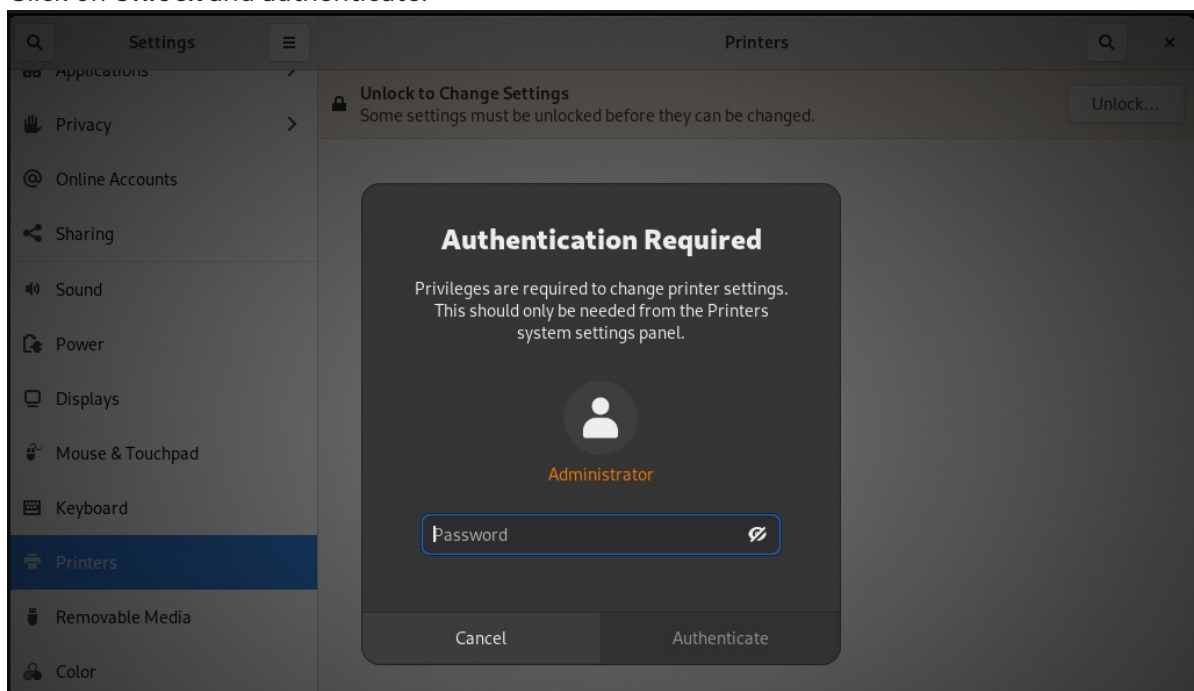 Click on Unlock and authenticate.
Settings
Printers
Applications
Privacy
Online Accounts
Sharing
Sound
Power
Displays
Mouse & Touchpad
Keyboard
Printers
Removable Media
Color
Unlock to Change Settings
Some settings must be unlocked before they can be changed.
Unlock...
Authentication Required
Privileges are required to change printer settings.
This should only be needed from the Printers
system settings panel.
Administrator
Password
Cancel
Authenticate